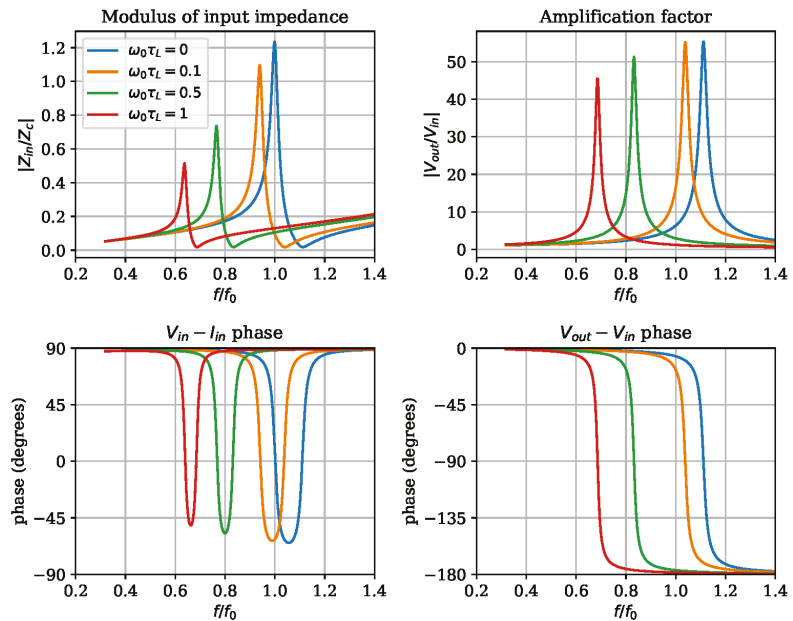 Modulus of input impedance
|Z_in/Z_c|
1.2
1.0
0.8
0.6
0.4
0.2
0.0
ω₀τ_L = 0
ω₀τ_L = 0.1
ω₀τ_L = 0.5
ω₀τ_L = 1
0.2 0.4 0.6 0.8 1.0 1.2 1.4
f/f₀
Amplification factor
|V_out/V_in|
50
40
30
20
10
0
0.2 0.4 0.6 0.8 1.0 1.2 1.4
f/f₀
V_in − I_in phase
phase (degrees)
90
45
0
−45
−90
0.2 0.4 0.6 0.8 1.0 1.2 1.4
f/f₀
V_out − V_in phase
phase (degrees)
0
−45
−90
−135
−180
0.2 0.4 0.6 0.8 1.0 1.2 1.4
f/f₀